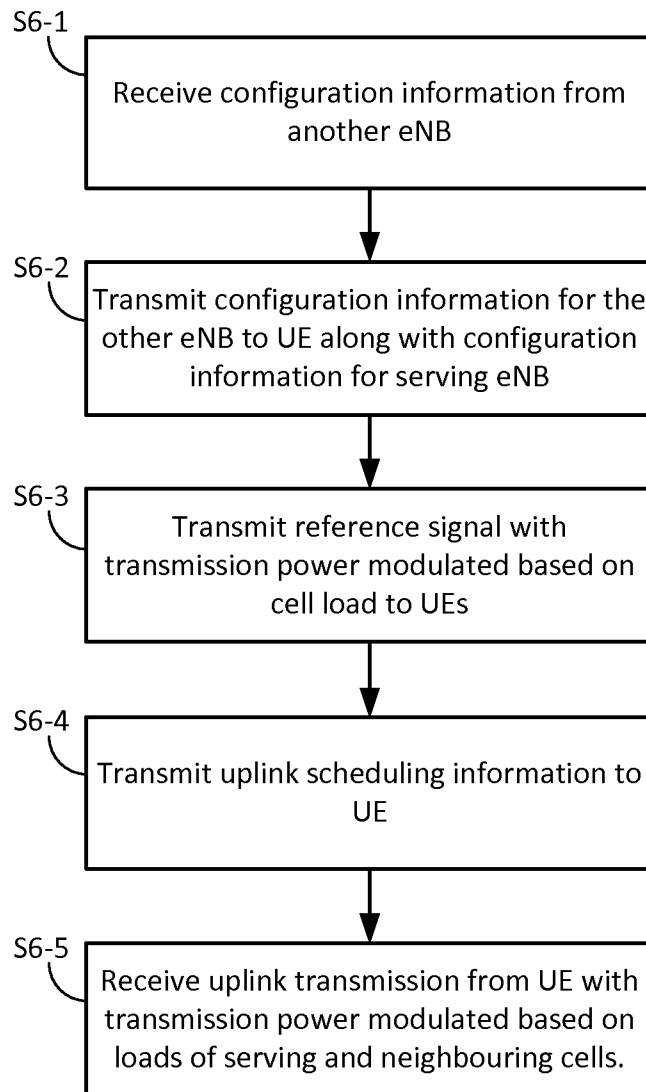 S6-1
Receive configuration information from
another eNB
S6-2
Transmit configuration information for the
other eNB to UE along with configuration
information for serving eNB
S6-3
Transmit reference signal with
transmission power modulated based on
cell load to UEs
S6-4
Transmit uplink scheduling information to
UE
S6-5
Receive uplink transmission from UE with
transmission power modulated based on
loads of serving and neighbouring cells.